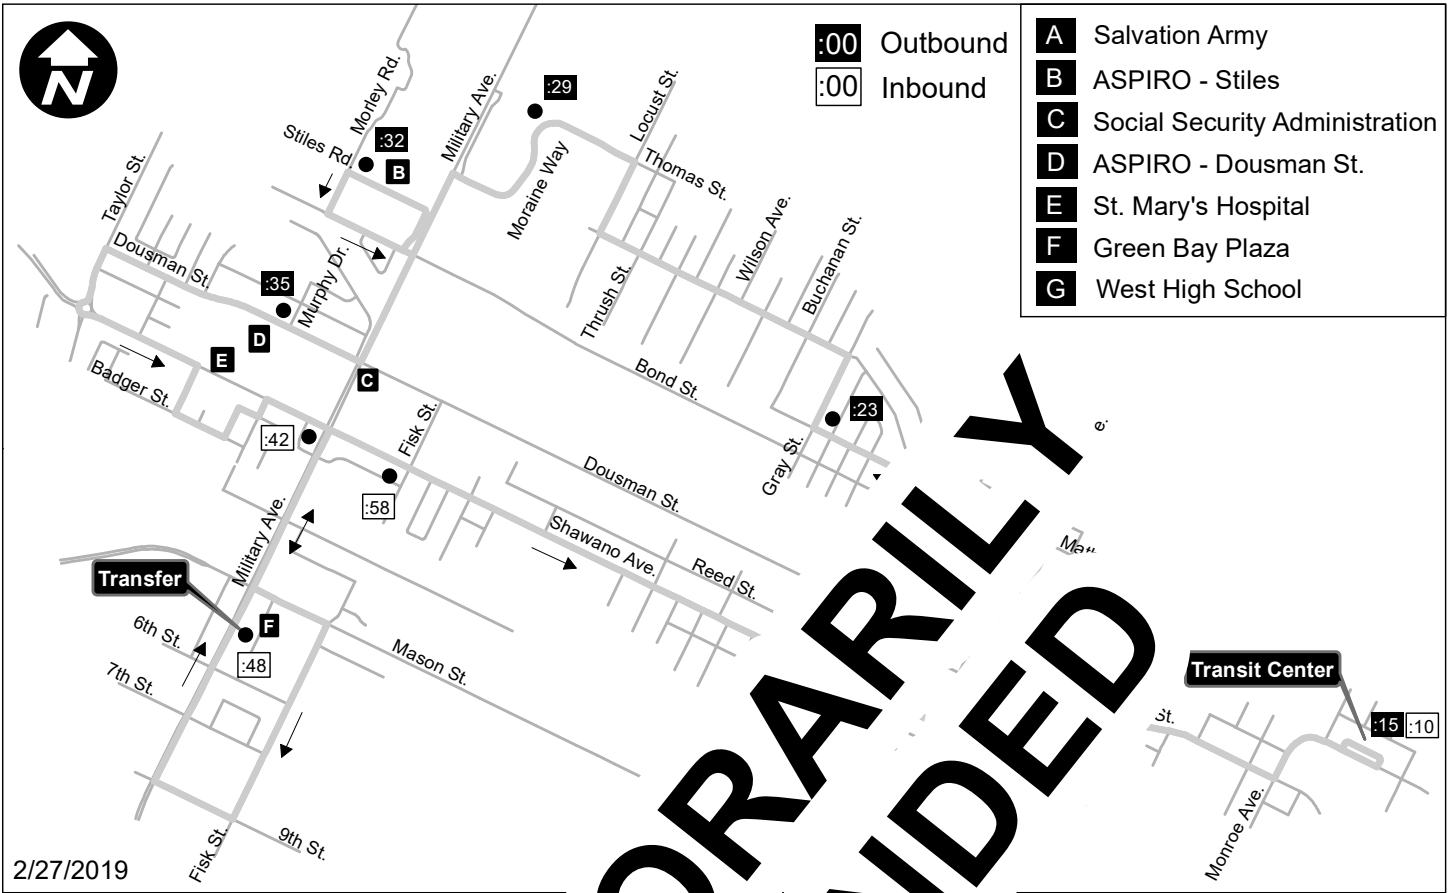 N
:00 Outbound
:00 Inbound
A Salvation Army
B ASPIRO - Stiles
C Social Security Administration
D ASPIRO - Dousman St.
E St. Mary's Hospital
F Green Bay Plaza
G West High School
:29
Morley Rd.
Military Ave.
Locust St.
Stiles Rd.
:32
B
Thomas St.
Taylor St.
Moraine Way
Wilson Ave.
Buchanan St.
Dousman St.
:35
Murphy Dr.
Thrush St.
D
E
C
Badger St.
Bond St.
:23
:42
Fisk St.
Gray St.
e.
:58
Dousman St.
Military Ave.
Shawano Ave.
Reed St.
Transfer
F
6th St.
:48
7th St.
Mason St.
ORARILY
NDED
Transit Center
St.
:15 :10
Monroe Ave.
Fisk St.
9th St.
2/27/2019